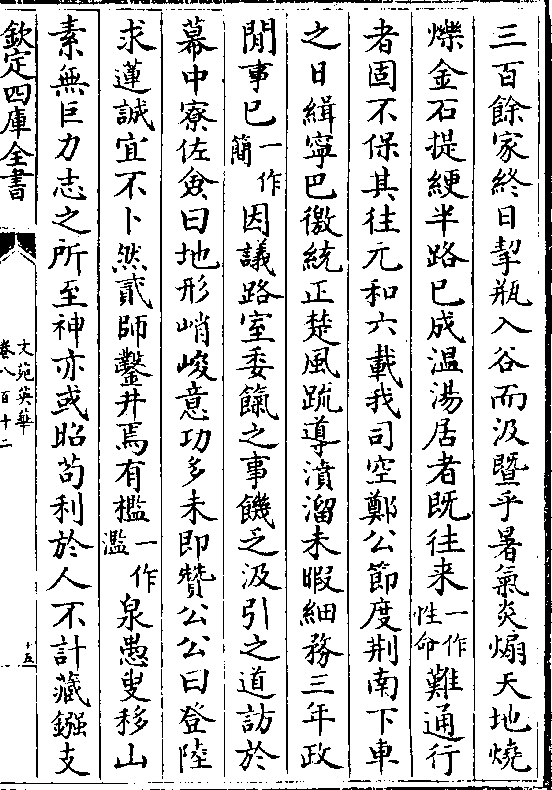 三百餘家終日挈瓶入谷而汲暨乎暑氣炎煽天地燒
爍金石提綆半路已成温湯居者既往来一作性命難通行
者固不保其往元和六載我司空鄭公節度荆南下車
之日緝寧巴徼統正楚風疏導濆溜未暇細務三年政
閒事已一作簡因議路室委餼之事饑乏汲引之道訪於
幕中寮佐僉曰地形峭峻意功多未即贊公公曰登陸
求蓮誠宜不卜然貳師鑿井焉有檻一作濫泉愚叟移山
素無巨力志之所至神亦或昭苟利於人不計藏鏹支
欽定四庫全書
文苑英華
卷八百十二
十五